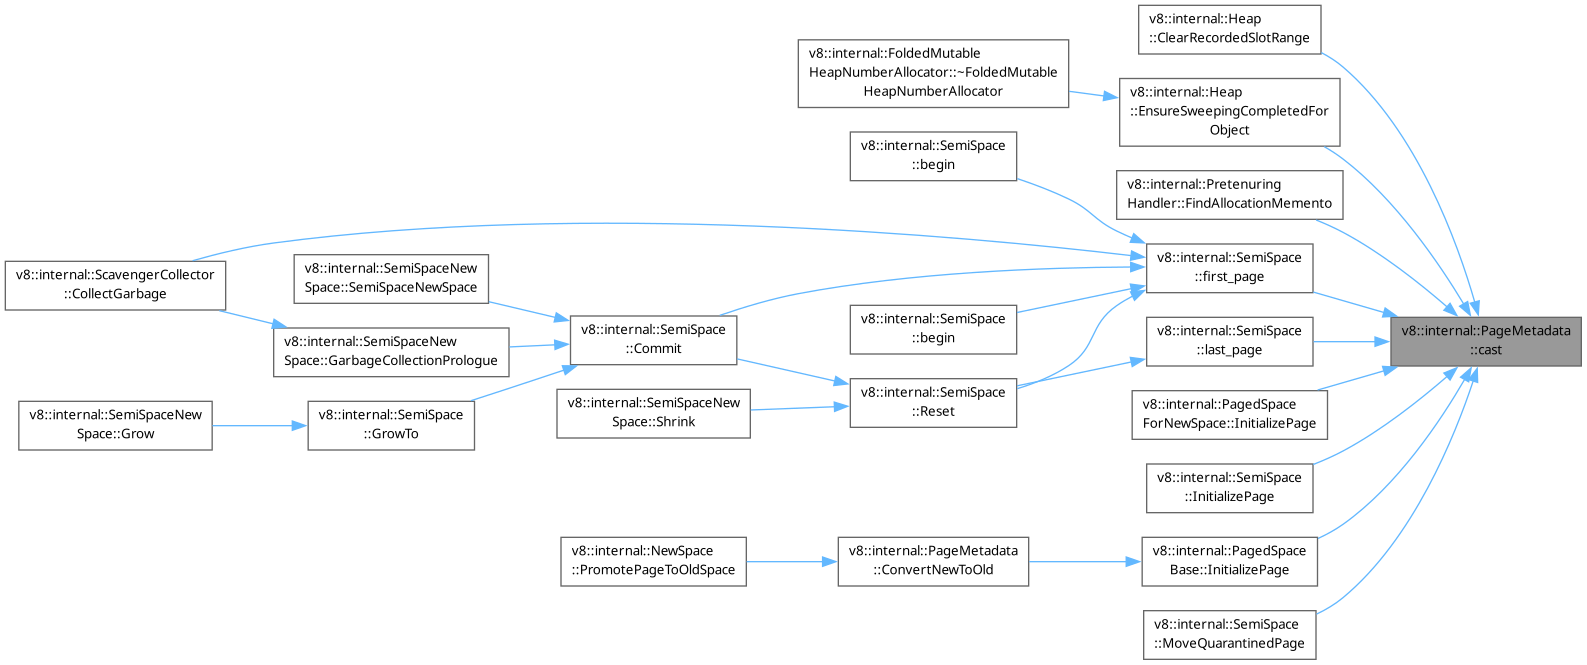 v8::internal::Heap
::ClearRecordedSlotRange
v8::internal::FoldedMutable
HeapNumberAllocator::~FoldedMutable
HeapNumberAllocator
v8::internal::Heap
::EnsureSweepingCompletedFor
Object
v8::internal::SemiSpace
::begin
v8::internal::Pretenuring
Handler::FindAllocationMemento
v8::internal::ScavengerCollector
::CollectGarbage
v8::internal::SemiSpaceNew
Space::SemiSpaceNewSpace
v8::internal::SemiSpace
::first_page
v8::internal::SemiSpaceNew
Space::GarbageCollectionPrologue
v8::internal::SemiSpace
::Commit
v8::internal::SemiSpace
::begin
v8::internal::SemiSpace
::last_page
v8::internal::PageMetadata
::cast
v8::internal::SemiSpaceNew
Space::Grow
v8::internal::SemiSpace
::GrowTo
v8::internal::SemiSpaceNew
Space::Shrink
v8::internal::SemiSpace
::Reset
v8::internal::PagedSpace
ForNewSpace::InitializePage
v8::internal::SemiSpace
::InitializePage
v8::internal::NewSpace
::PromotePageToOldSpace
v8::internal::PageMetadata
::ConvertNewToOld
v8::internal::PagedSpace
Base::InitializePage
v8::internal::SemiSpace
::MoveQuarantinedPage